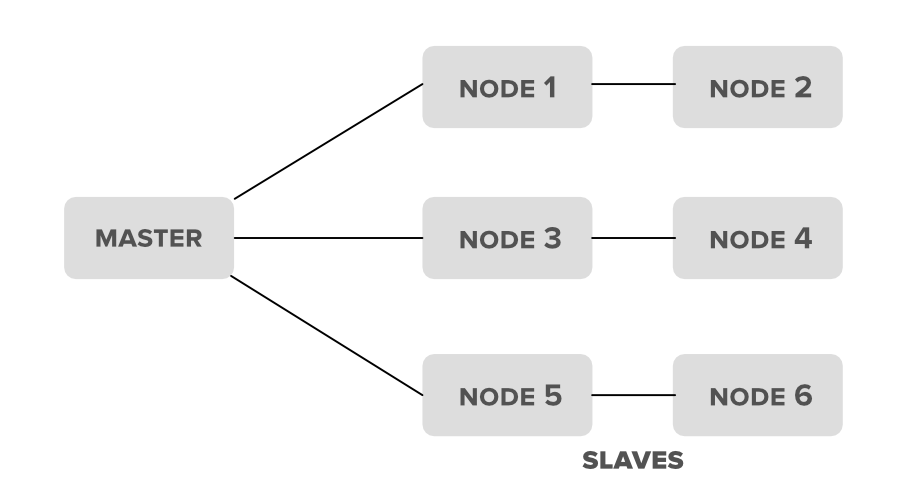 NODE 1
NODE 2
MASTER
NODE 3
NODE 4
NODE 5
NODE 6
SLAVES